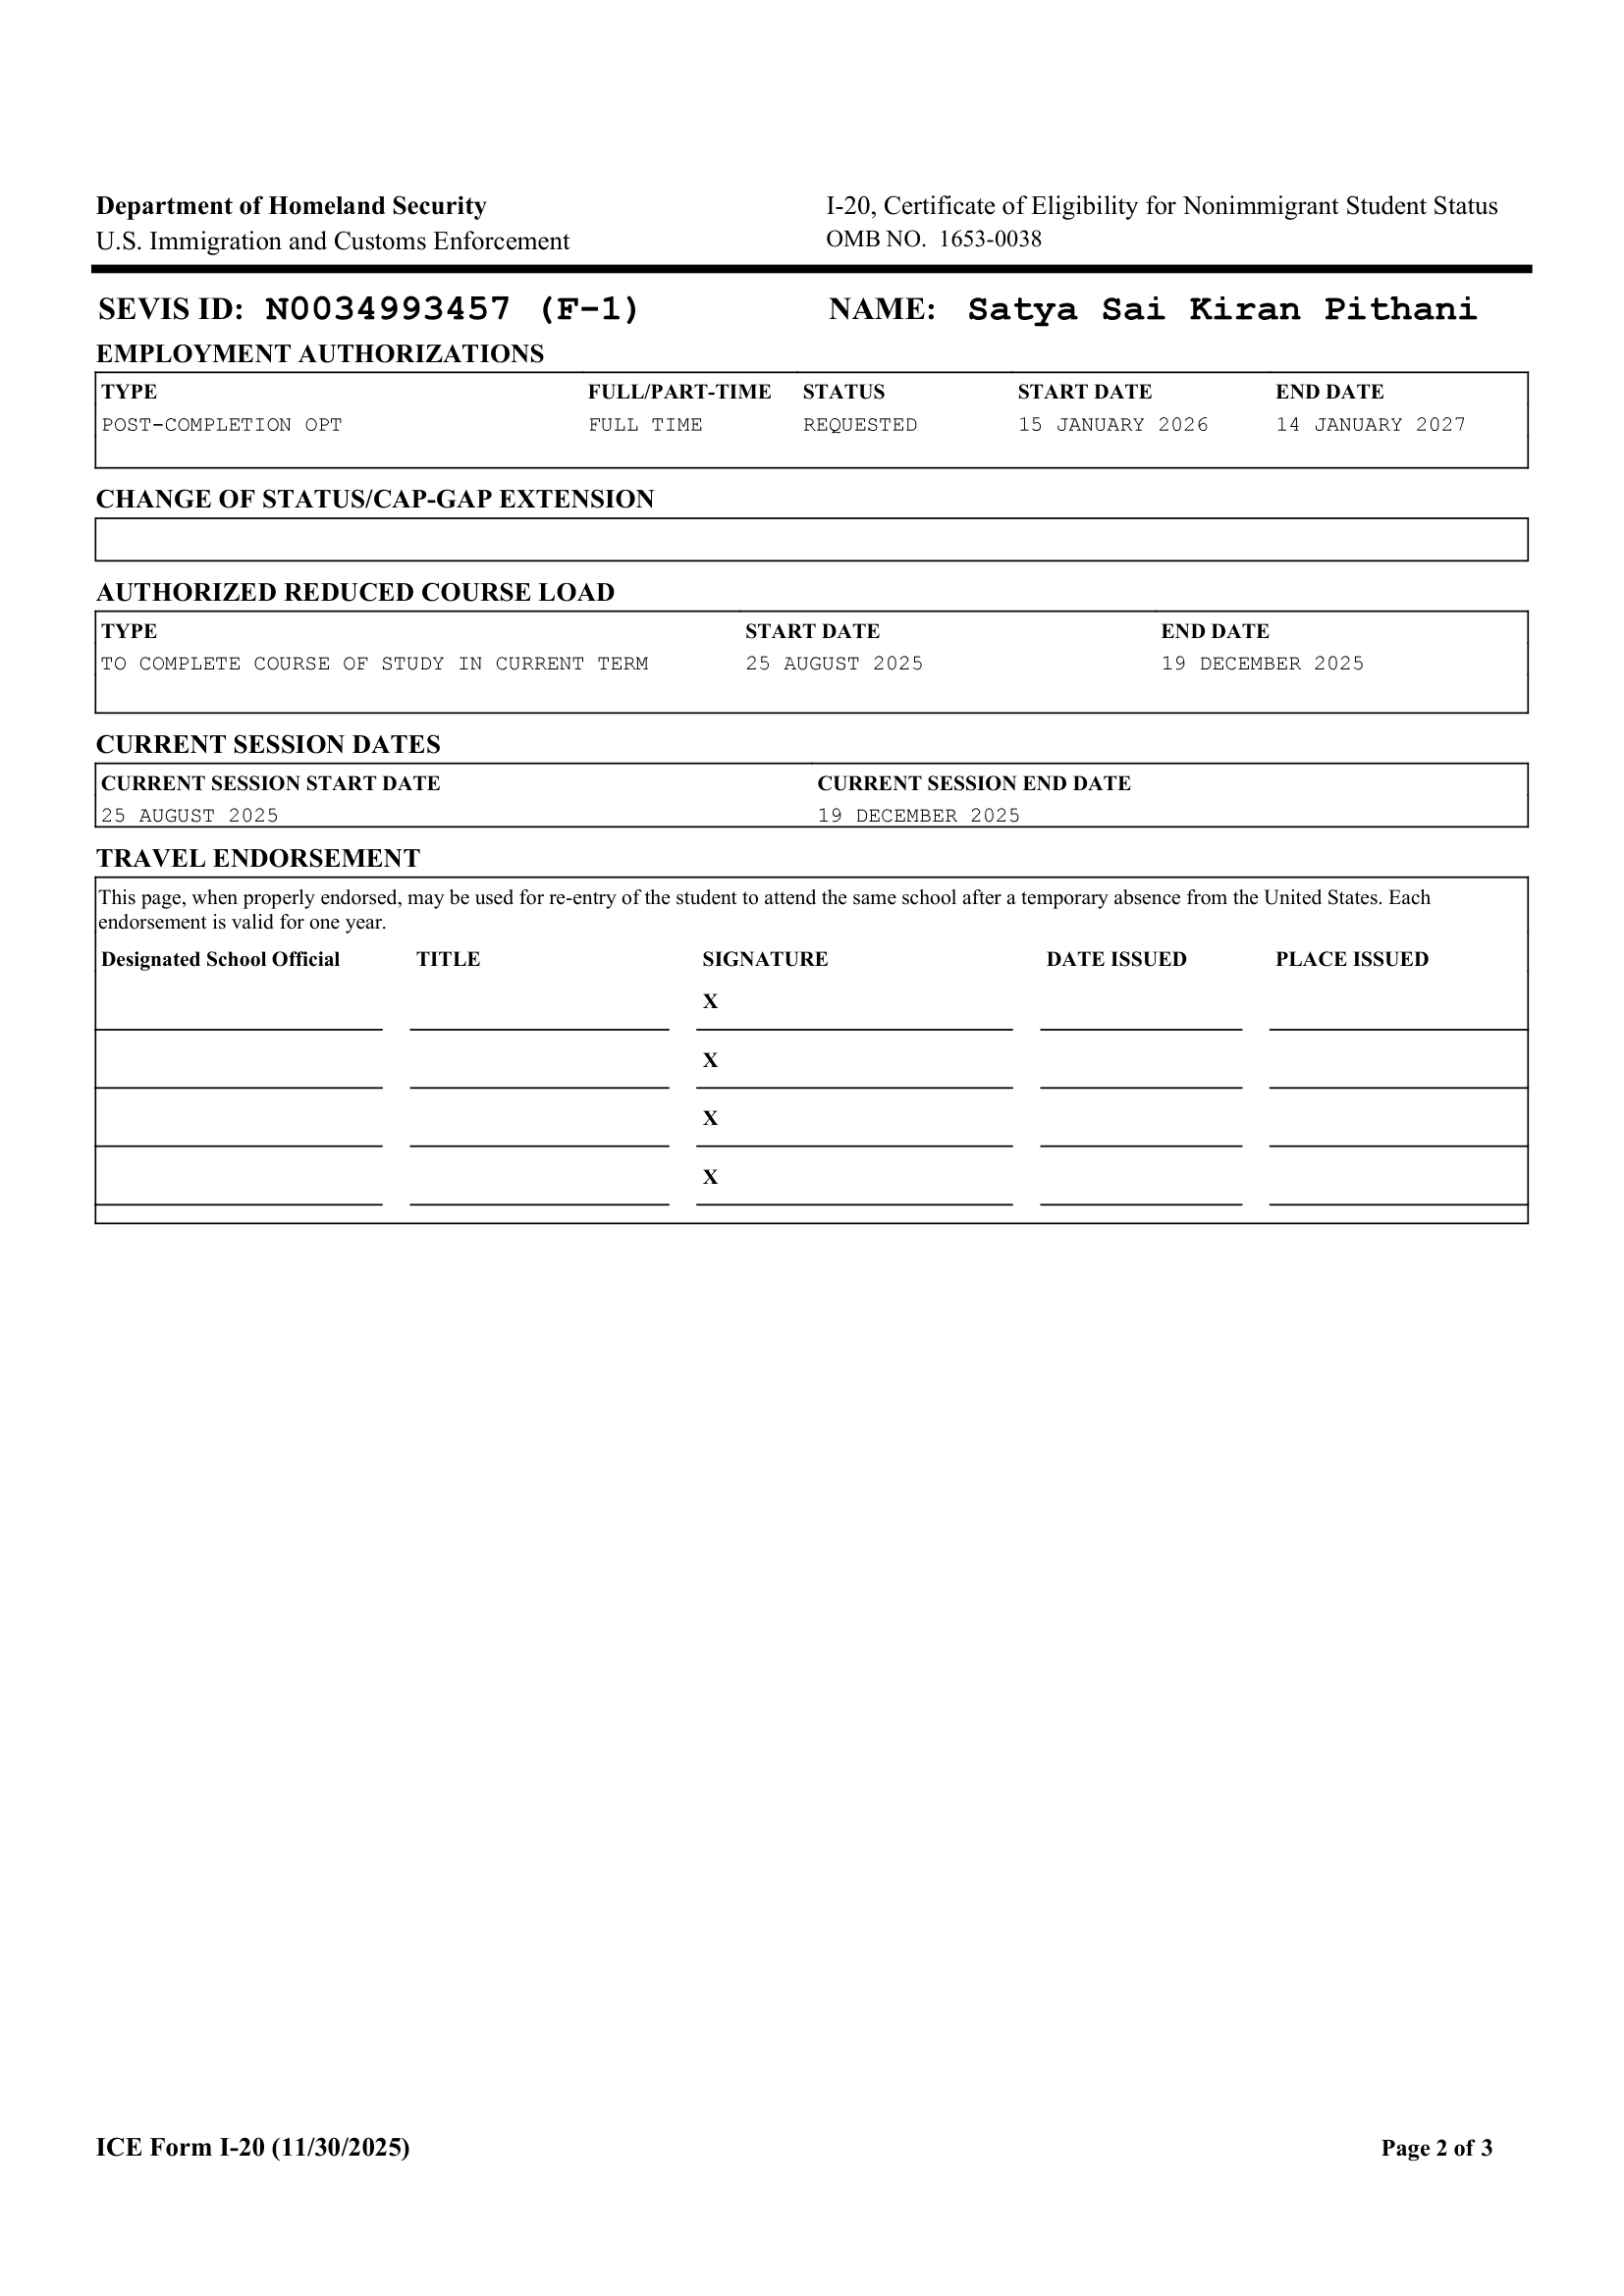 Department of Homeland Security
U.S. Immigration and Customs Enforcement
I-20, Certificate of Eligibility for Nonimmigrant Student Status
OMB NO. 1653-0038
SEVIS ID: N0034993457 (F-1)
NAME: Satya Sai Kiran Pithani
EMPLOYMENT AUTHORIZATIONS
TYPE FULL/PART-TIME STATUS START DATE END DATE
POST-COMPLETION OPT FULL TIME REQUESTED 15 JANUARY 2026 14 JANUARY 2027
CHANGE OF STATUS/CAP-GAP EXTENSION
AUTHORIZED REDUCED COURSE LOAD
TYPE START DATE END DATE
TO COMPLETE COURSE OF STUDY IN CURRENT TERM 25 AUGUST 2025 19 DECEMBER 2025
CURRENT SESSION DATES
CURRENT SESSION START DATE CURRENT SESSION END DATE
25 AUGUST 2025 19 DECEMBER 2025
TRAVEL ENDORSEMENT
This page, when properly endorsed, may be used for re-entry of the student to attend the same school after a temporary absence from the United States. Each
endorsement is valid for one year.
Designated School Official TITLE SIGNATURE DATE ISSUED PLACE ISSUED
X
X
X
X
ICE Form I-20 (11/30/2025)
Page 2 of 3